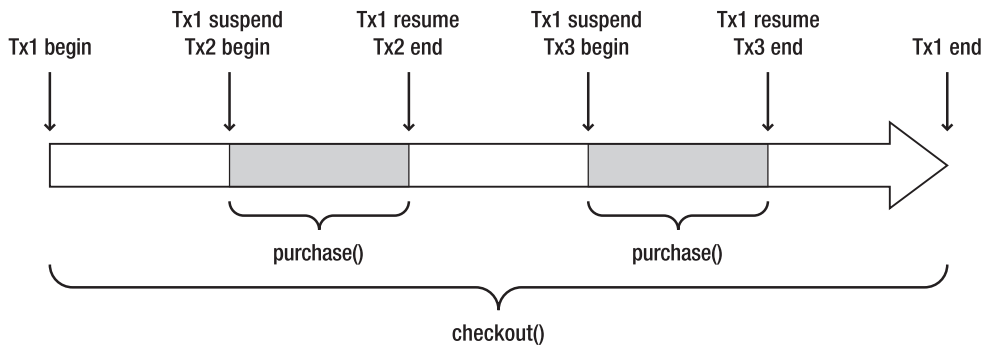 Tx1 begin
Tx1 suspend
Tx2 begin
Tx1 resume
Tx2 end
Tx1 suspend
Tx3 begin
Tx1 resume
Tx3 end
Tx1 end
purchase()
purchase()
checkout()